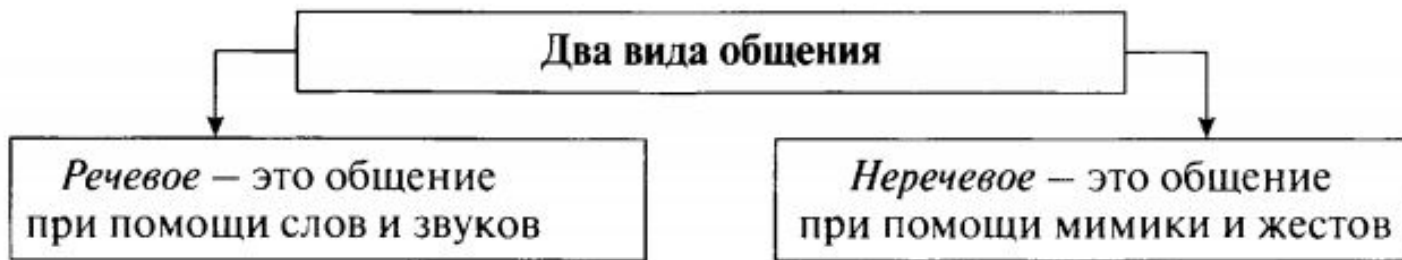 Два вида общения
Речевое – это общение
при помощи слов и звуков
Неречевое – это общение
при помощи мимики и жестов